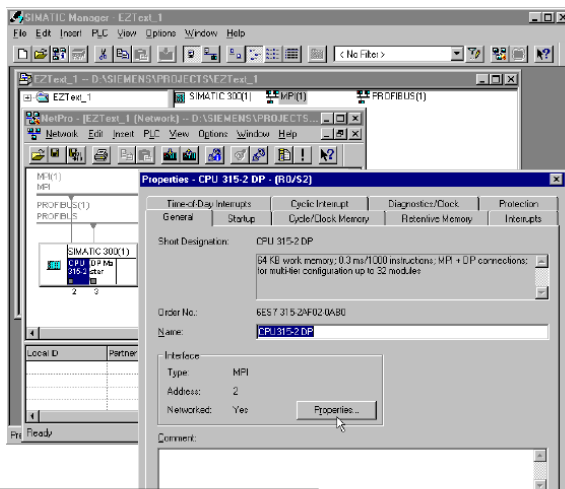 SIMATIC Manager - EZText_1
File Edit Insert PLC View Options Window Help
< No Filter >
EZText_1 -- D:\SIEMENS\PROJECTS\EZText_1
EZText_1
SIMATIC 300(1)
MPI(1)
PROFIBUS(1)
NetPro - [EZText_1 (Network) -- D:\SIEMENS\PROJECTS...
Network Edit Insert PLC View Options Window Help
MPI(1)
MPI
PROFIBUS(1)
PROFIBUS
SIMATIC 300(1)
CPU DP Ma
315-2 ster
2 3
Local ID Partner
Ready
Properties - CPU 315-2 DP - (R0/S2)
Time-of-Day Interrupts Cyclic Interrupt Diagnostics/Clock Protection
General Startup Cycle/Clock Memory Retentive Memory Interrupts
Short Designation: CPU 315-2 DP
64 KB work memory; 0.3 ms/1000 instructions; MPI + DP connections;
for multi-tier configuration up to 32 modules
Order No.: 6ES7 315-2AF02-0AB0
Name: CPU 315-2 DP
Interface
Type: MPI
Address: 2
Networked: Yes Properties...
Comment: